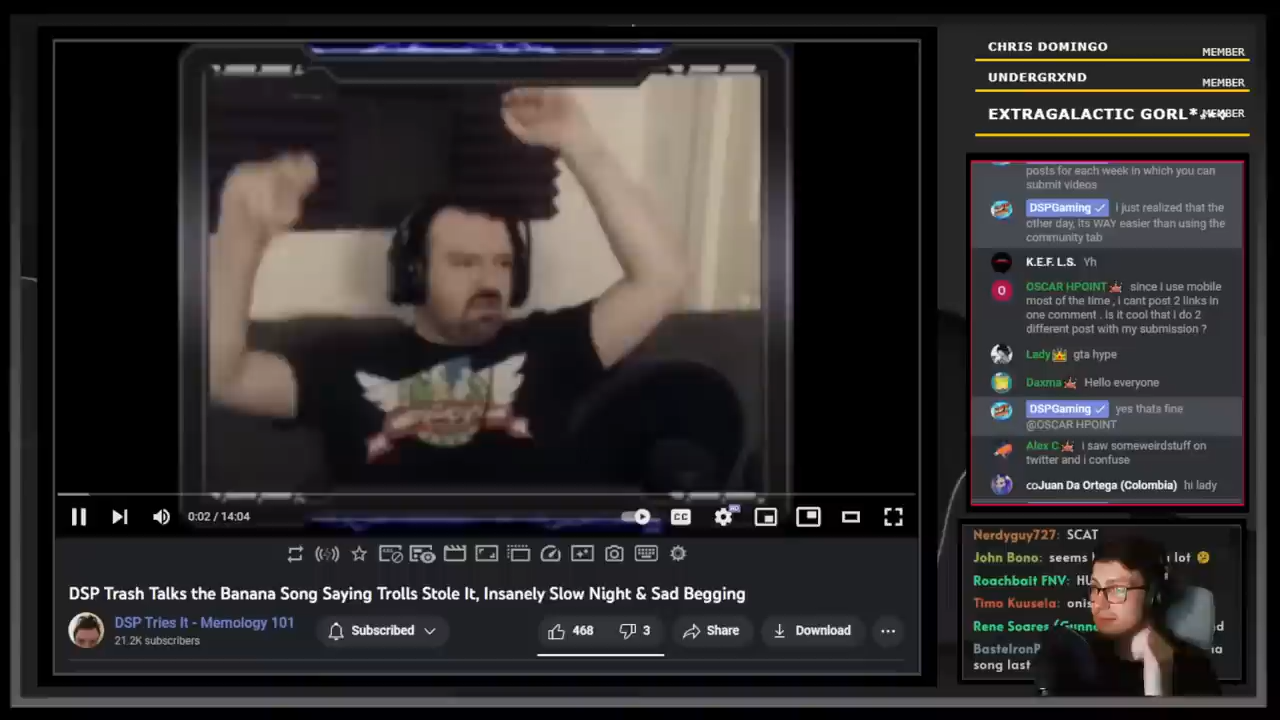 CHRIS DOMINGO
MEMBER
UNDERGRXND
MEMBER
EXTRAGALACTIC GORL*
MEMBER
posts for each week in which you can
submit videos
DSPGaming ✓ i just realized that the
other day, its WAY easier than using the
community tab
K.E.F. L.S. Yh
OSCAR HPOINT since i use mobile
most of the time , i cant post 2 links in
one comment . is it cool that i do 2
different post with my submission ?
Lady gta hype
Daxma Hello everyone
DSPGaming ✓ yes thats fine
@OSCAR HPOINT
Alex C i saw someweirdstuff on
twitter and i confuse
coJuan Da Ortega (Colombia) hi lady
0:02 / 14:04
CC
HD
DSP Trash Talks the Banana Song Saying Trolls Stole It, Insanely Slow Night & Sad Begging
DSP Tries It - Memology 101
21.2K subscribers
Subscribed
468
3
Share
Download
Nerdyguy727: SCAT
John Bono: seems lot
Roachbait FNV:
Timo Kuusela:
Rene Soares
song last